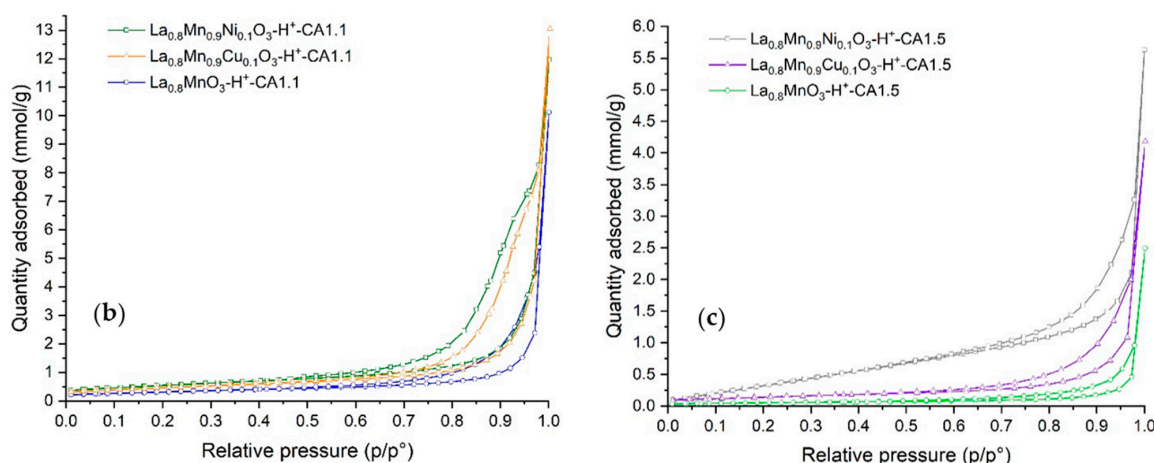 13
12
11
10
9
8
7
6
5
4
3
2
1
0
Quantity adsorbed (mmol/g)
La₀.₈Mn₀.₉Ni₀.₁O₃-H⁺-CA1.1
La₀.₈Mn₀.₉Cu₀.₁O₃-H⁺-CA1.1
La₀.₈MnO₃-H⁺-CA1.1
(b)
0.0 0.1 0.2 0.3 0.4 0.5 0.6 0.7 0.8 0.9 1.0
Relative pressure (p/p°)
6.0
5.5
5.0
4.5
4.0
3.5
3.0
2.5
2.0
1.5
1.0
0.5
0.0
Quantity adsorbed (mmol/g)
La₀.₈Mn₀.₉Ni₀.₁O₃-H⁺-CA1.5
La₀.₈Mn₀.₉Cu₀.₁O₃-H⁺-CA1.5
La₀.₈MnO₃-H⁺-CA1.5
(c)
0.0 0.1 0.2 0.3 0.4 0.5 0.6 0.7 0.8 0.9 1.0
Relative pressure (p/p°)